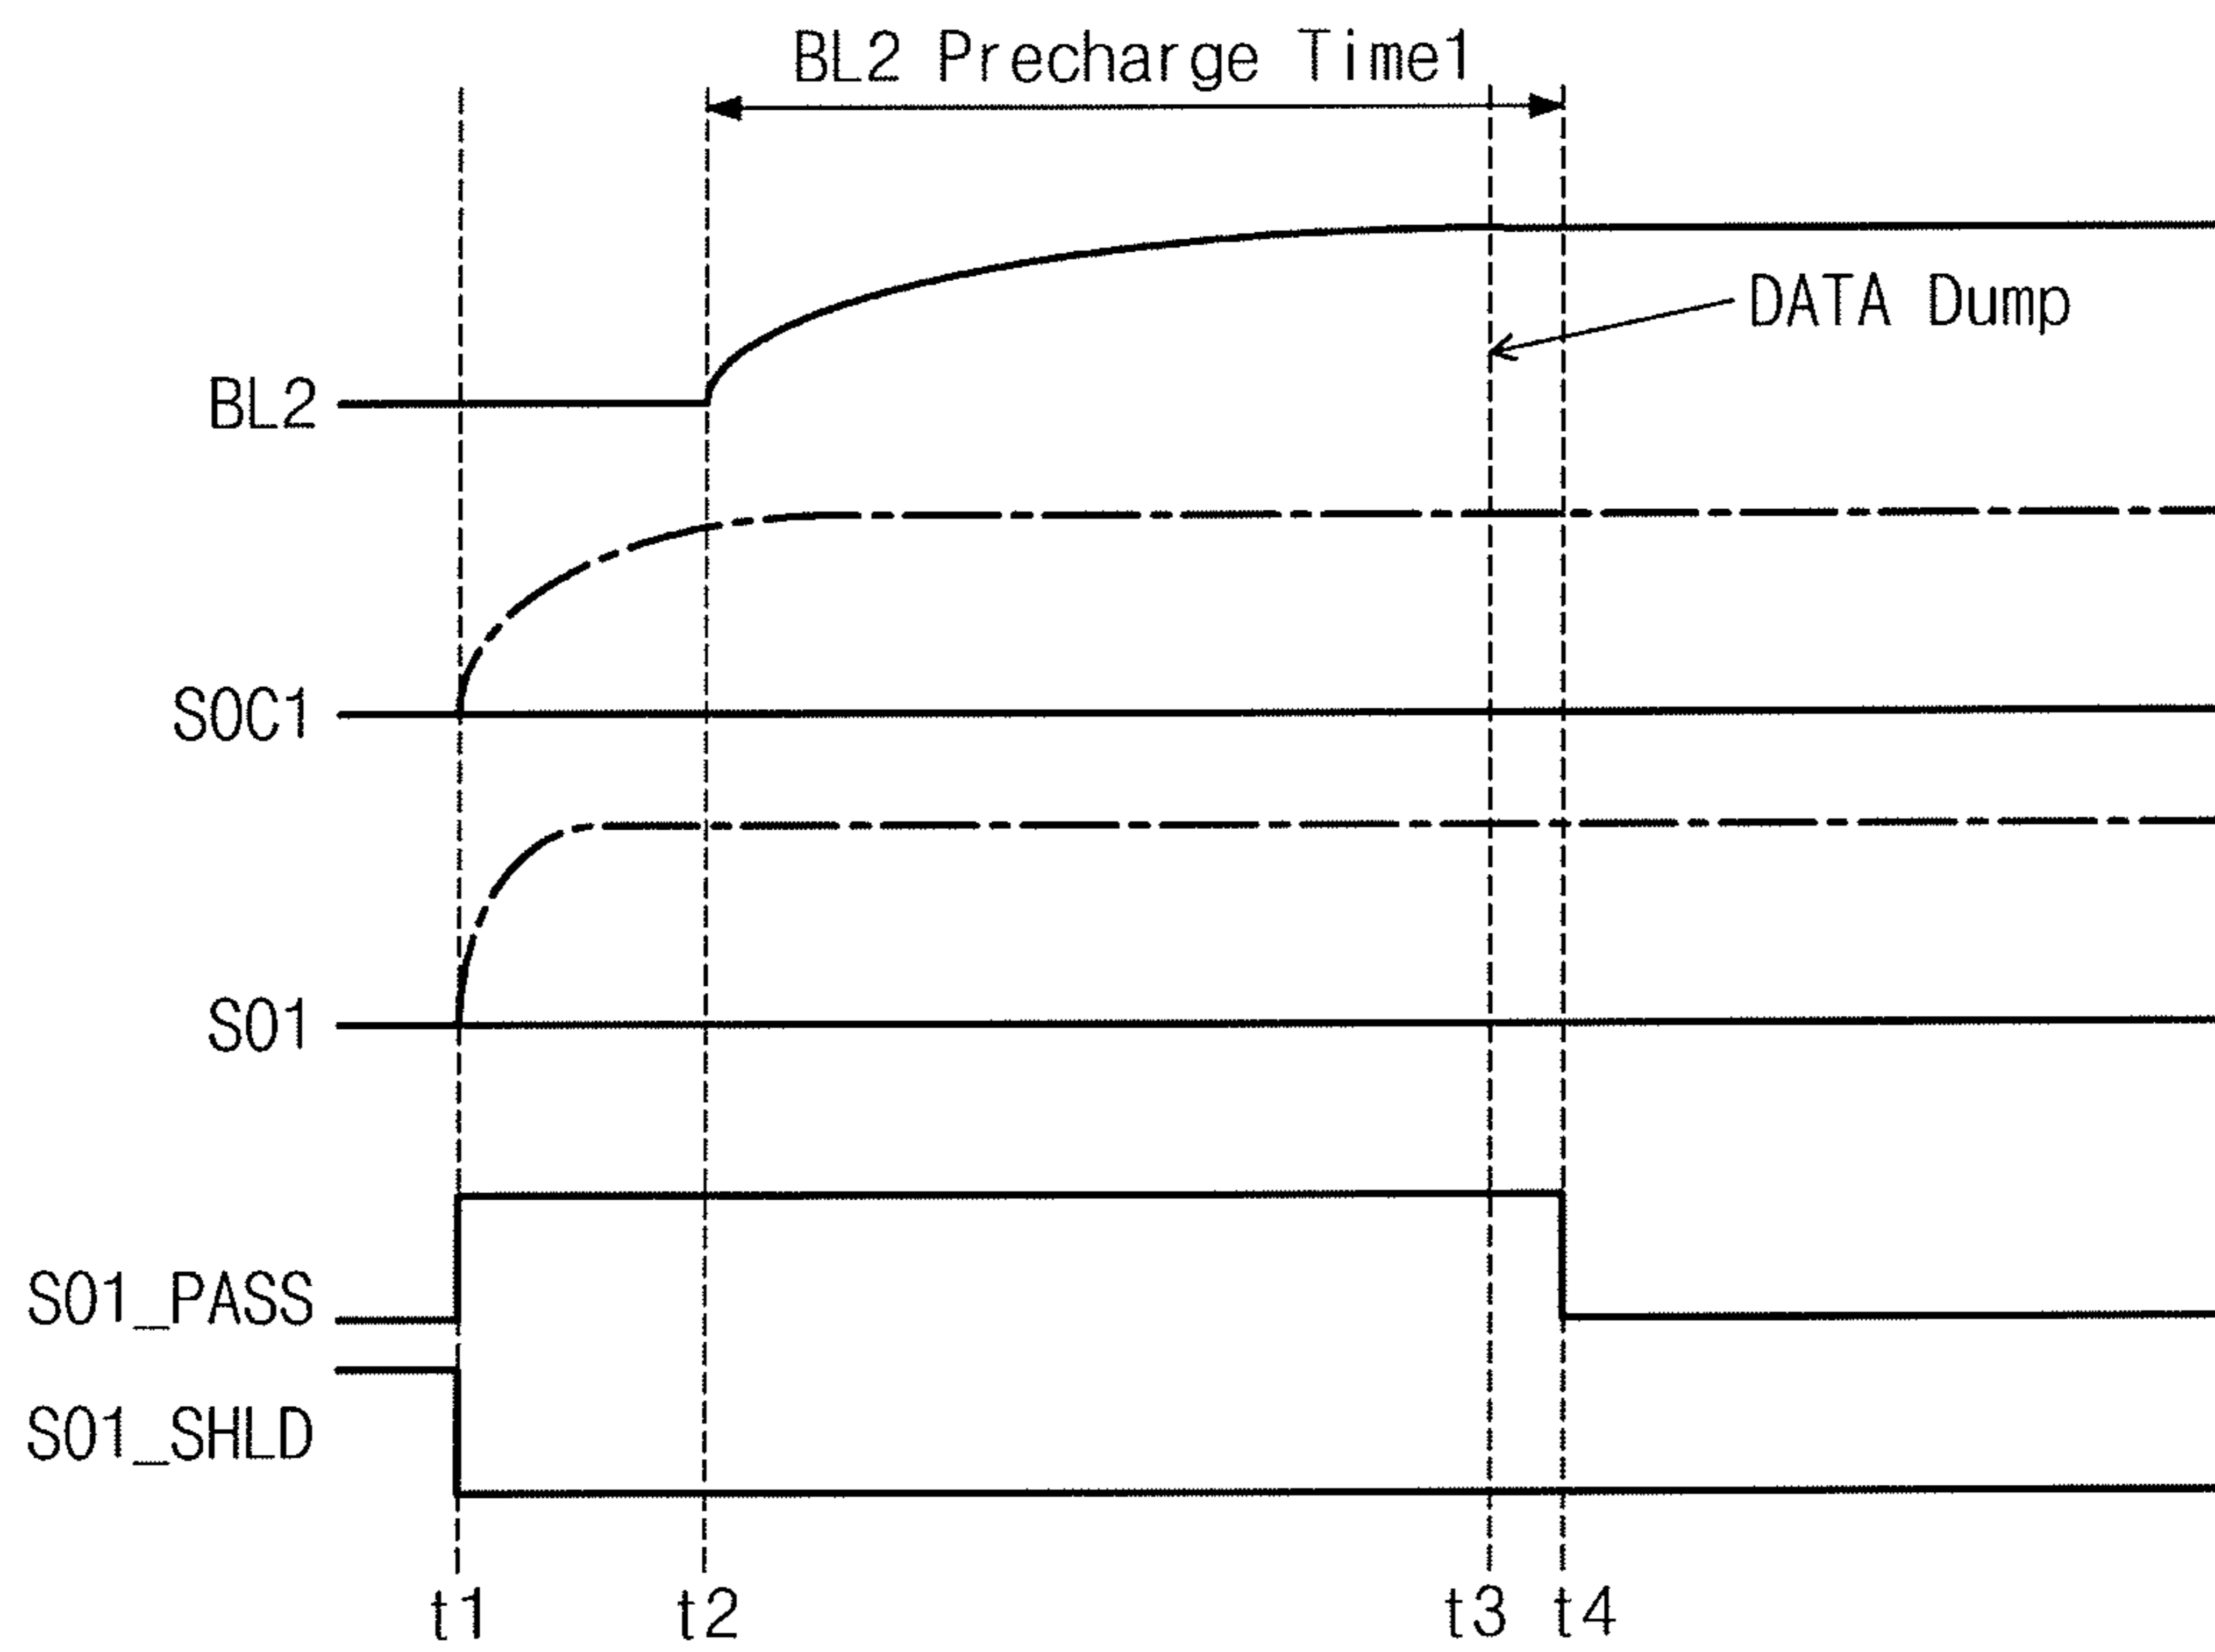 BL2 Precharge Time1
DATA Dump
BL2
SOC1
SO1
SO1_PASS
SO1_SHLD
t1 t2 t3 t4